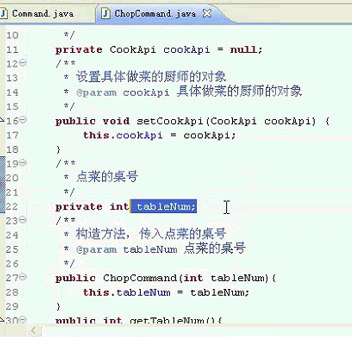 Command.java
ChopCommand.java
10 */
11 private CookApi cookApi = null;
12 /**
13 * 设置具体做菜的厨师的对象
14 * @param cookApi 具体做菜的厨师的对象
15 */
16 public void setCookApi(CookApi cookApi) {
17 this.cookApi = cookApi;
18 }
19 /**
20 * 点菜的桌号
21 */
22 private int tableNum;
23 /**
24 * 构造方法，传入点菜的桌号
25 * @param tableNum 点菜的桌号
26 */
27 public ChopCommand(int tableNum){
28 this.tableNum = tableNum;
29 }
30 public int getTableNum(){